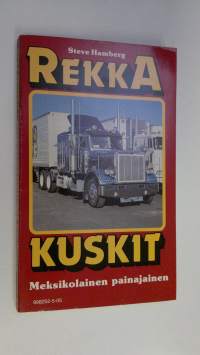 Steve Hamberg
REKKA
KUSKIT
Meksikolainen painajainen